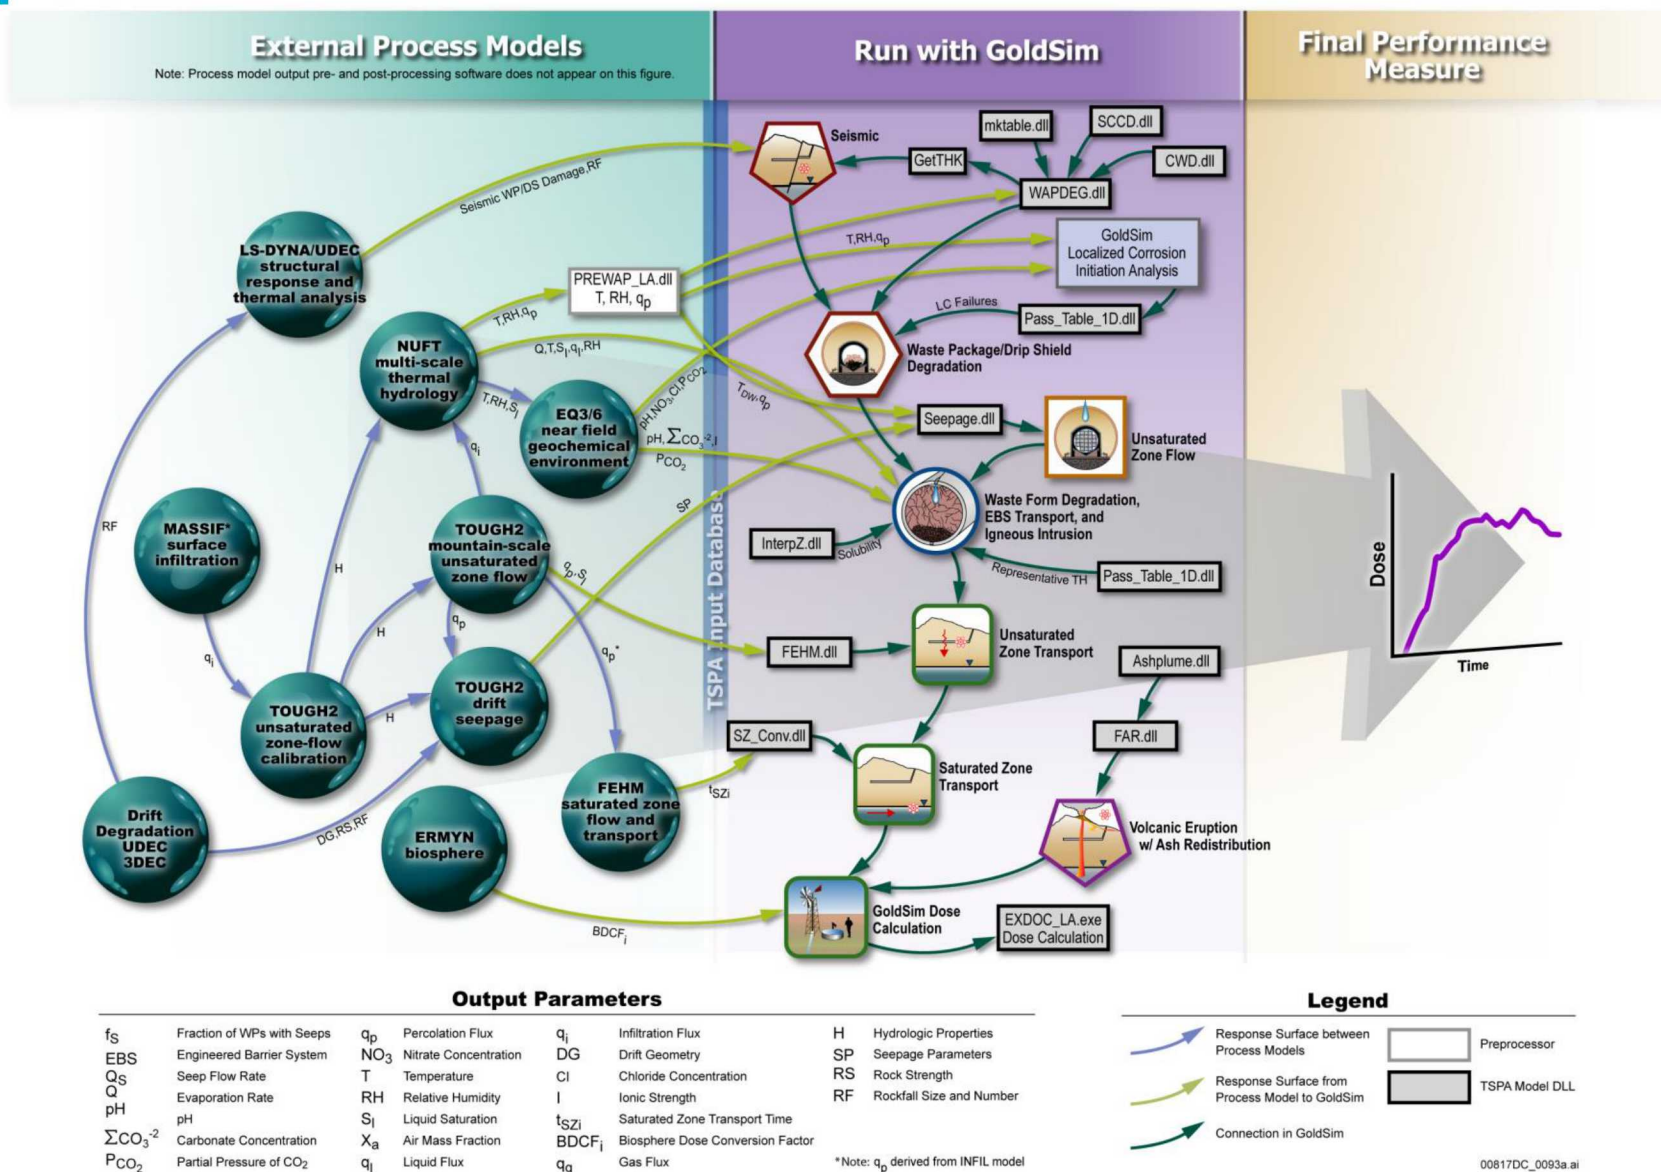 External Process Models
Note: Process model output pre- and post-processing software does not appear on this figure.
Run with GoldSim
Final Performance
Measure
Seismic
mktable.dll
SCCD.dll
CWD.dll
GetTHK
WAPDEG.dll
Seismic WP/DS Damage,RF
LS-DYNA/UDEC
structural
response and
thermal analysis
PREWAP_LA.dll
T, RH, qp
T,RH,qp
T,RH,qp
GoldSim
Localized Corrosion
Initiation Analysis
LC Failures
Pass_Table_1D.dll
Waste Package/Drip Shield
Degradation
NUFT
multi-scale
thermal
hydrology
Q,T,Sl,ql,RH
T,RH,Sl
EQ3/6
near field
geochemical
environment
pH,NO3,Cl,PCO2
pH,ΣCO3-2,I
PCO2
TDW,qp
Seepage.dll
Unsaturated
Zone Flow
qi
RF
MASSIF*
surface
infiltration
TOUGH2
mountain-scale
unsaturated
zone flow
SP
TSPA Input Database
InterpZ.dll
Solubility
Waste Form Degradation,
EBS Transport, and
Igneous Intrusion
Representative TH
Pass_Table_1D.dll
H
H
qp
qp,Sl
qp*
FEHM.dll
Unsaturated
Zone Transport
Ashplume.dll
qi
TOUGH2
drift
seepage
H
TOUGH2
unsaturated
zone-flow
calibration
SZ_Conv.dll
Saturated Zone
Transport
FAR.dll
Drift
Degradation
UDEC
3DEC
DG,RS,RF
ERMYN
biosphere
FEHM
saturated zone
flow and
transport
tSZi
Volcanic Eruption
w/ Ash Redistribution
BDCFi
GoldSim Dose
Calculation
EXDOC_LA.exe
Dose Calculation
Dose
Time
Output Parameters
fS Fraction of WPs with Seeps qp Percolation Flux qi Infiltration Flux H Hydrologic Properties
EBS Engineered Barrier System NO3 Nitrate Concentration DG Drift Geometry SP Seepage Parameters
QS Seep Flow Rate T Temperature Cl Chloride Concentration RS Rock Strength
Q Evaporation Rate RH Relative Humidity I Ionic Strength RF Rockfall Size and Number
pH pH Sl Liquid Saturation tSZi Saturated Zone Transport Time
ΣCO3-2 Carbonate Concentration Xa Air Mass Fraction BDCFi Biosphere Dose Conversion Factor
PCO2 Partial Pressure of CO2 ql Liquid Flux qg Gas Flux *Note: qp derived from INFIL model
Legend
Response Surface between
Process Models
Preprocessor
Response Surface from
Process Model to GoldSim
TSPA Model DLL
Connection in GoldSim
00817DC_0093a.ai